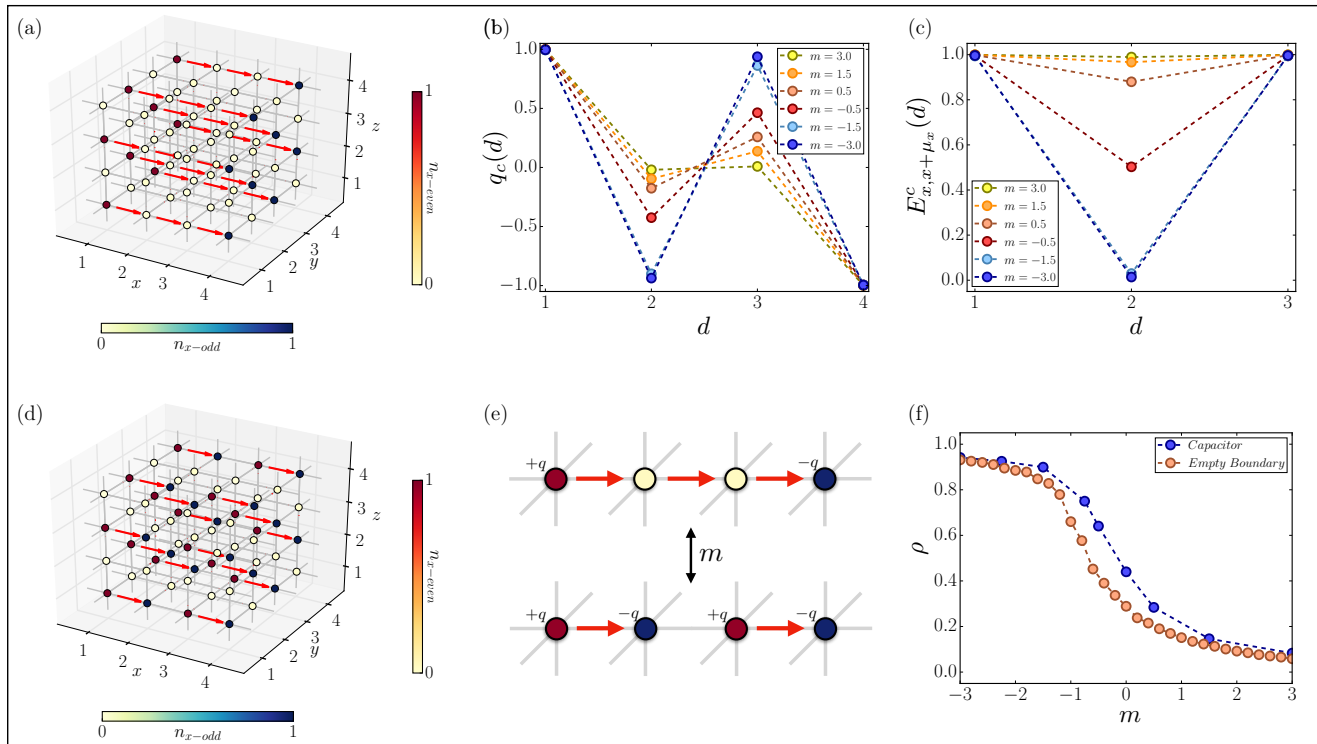 (a)
4
3
z
2
1
1
2
3
4
x
1
2
3
4
y
1
n_{x-even}
0
0
n_{x-odd}
1
(b)
1.0
0.5
0.0
−0.5
−1.0
q_c(d)
1
2
3
4
d
m = 3.0
m = 1.5
m = 0.5
m = −0.5
m = −1.5
m = −3.0
(c)
1.0
0.8
0.6
0.4
0.2
0.0
E^c_{x,x+μ_x}(d)
1
2
3
d
m = 3.0
m = 1.5
m = 0.5
m = −0.5
m = −1.5
m = −3.0
(d)
4
3
z
2
1
1
2
3
4
x
1
2
3
4
y
1
n_{x-even}
0
0
n_{x-odd}
1
(e)
+q
−q
m
+q
−q
+q
−q
(f)
1.0
0.8
0.6
0.4
0.2
0.0
ρ
−3
−2
−1
0
1
2
3
m
Capacitor
Empty Boundary